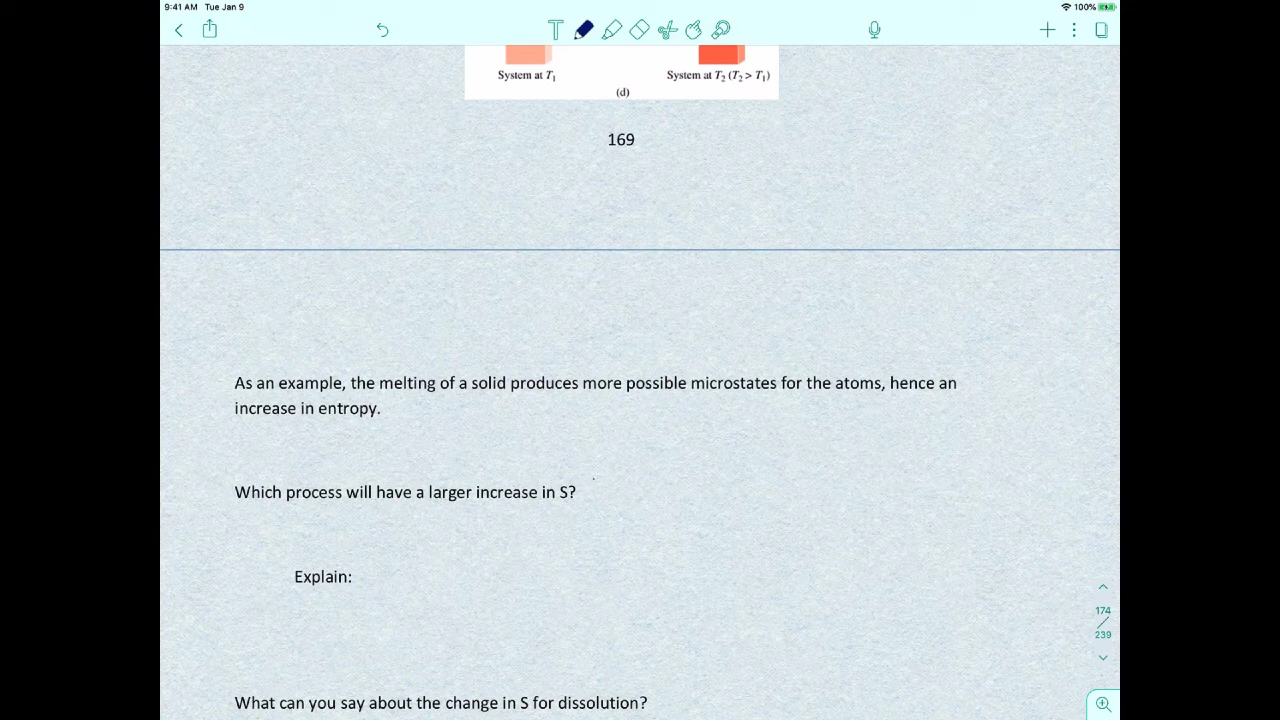 9:41 AM Tue Jan 9
100%
System at T₁
System at T₂ (T₂ > T₁)
(d)
169
As an example, the melting of a solid produces more possible microstates for the atoms, hence an
increase in entropy.
Which process will have a larger increase in S?
Explain:
174
239
What can you say about the change in S for dissolution?